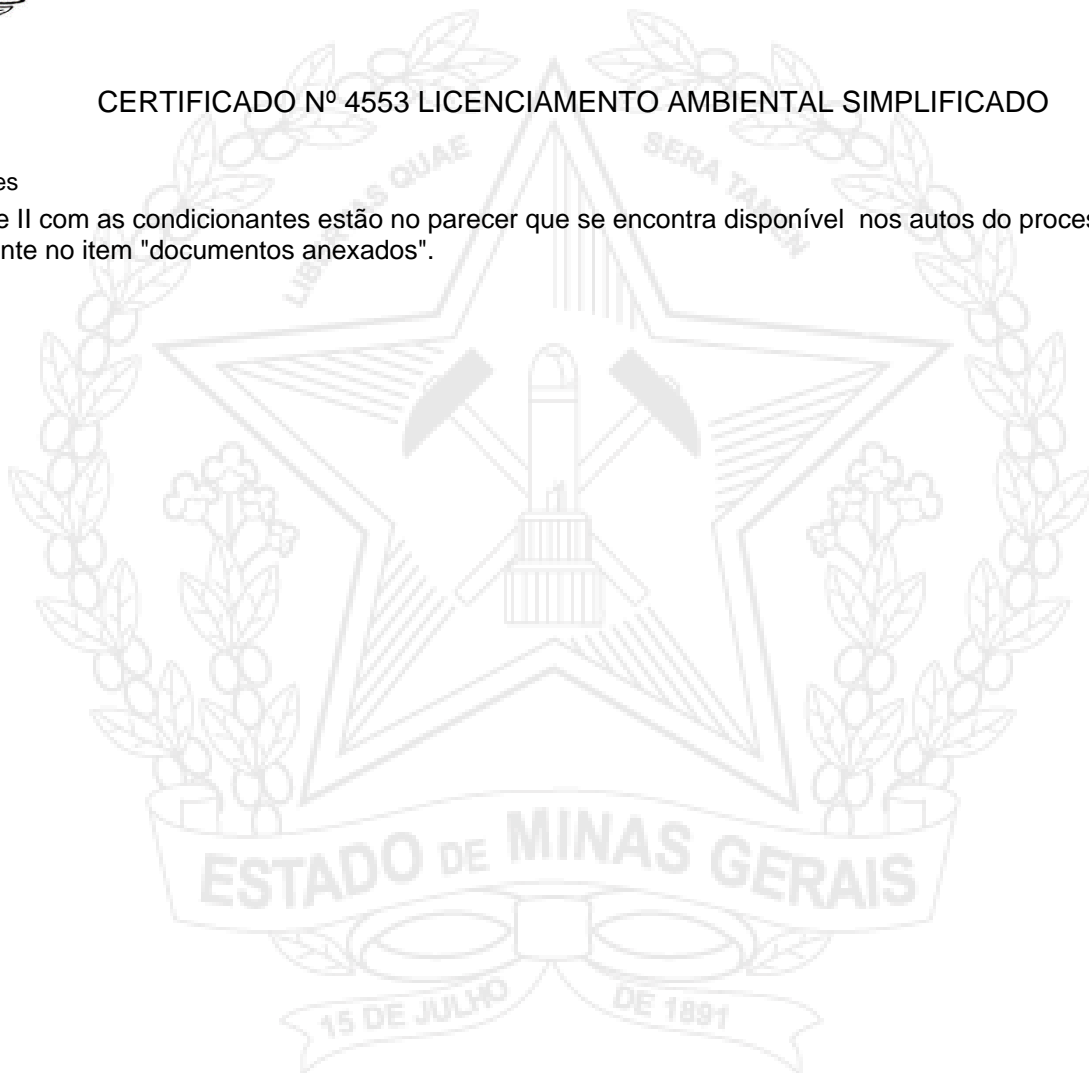 CERTIFICADO Nº 4553 LICENCIAMENTO AMBIENTAL SIMPLIFICADO
es
e II com as condicionantes estão no parecer que se encontra disponível nos autos do proces
nte no item "documentos anexados".
LIBERTAS QUAE SERA TAMEN
ESTADO DE MINAS GERAIS
15 DE JULHO DE 1891